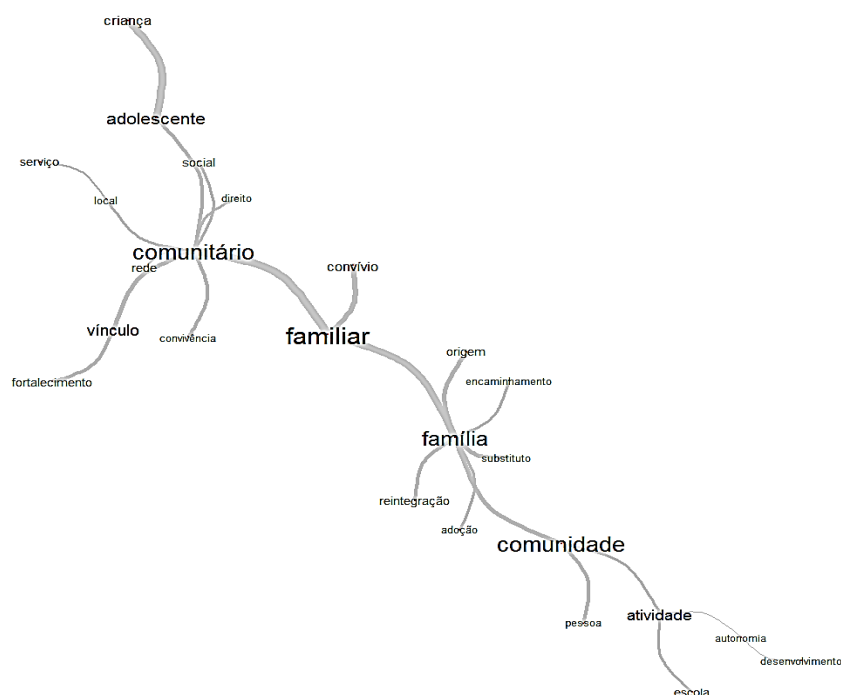 criança
adolescente
serviço
social
local
direito
comunitário
rede
convívio
vínculo
familiar
convivência
origem
fortalecimento
encaminhamento
família
substituto
reintegração
adoção
comunidade
atividade
pessoa
autonomia
desenvolvimento
escola